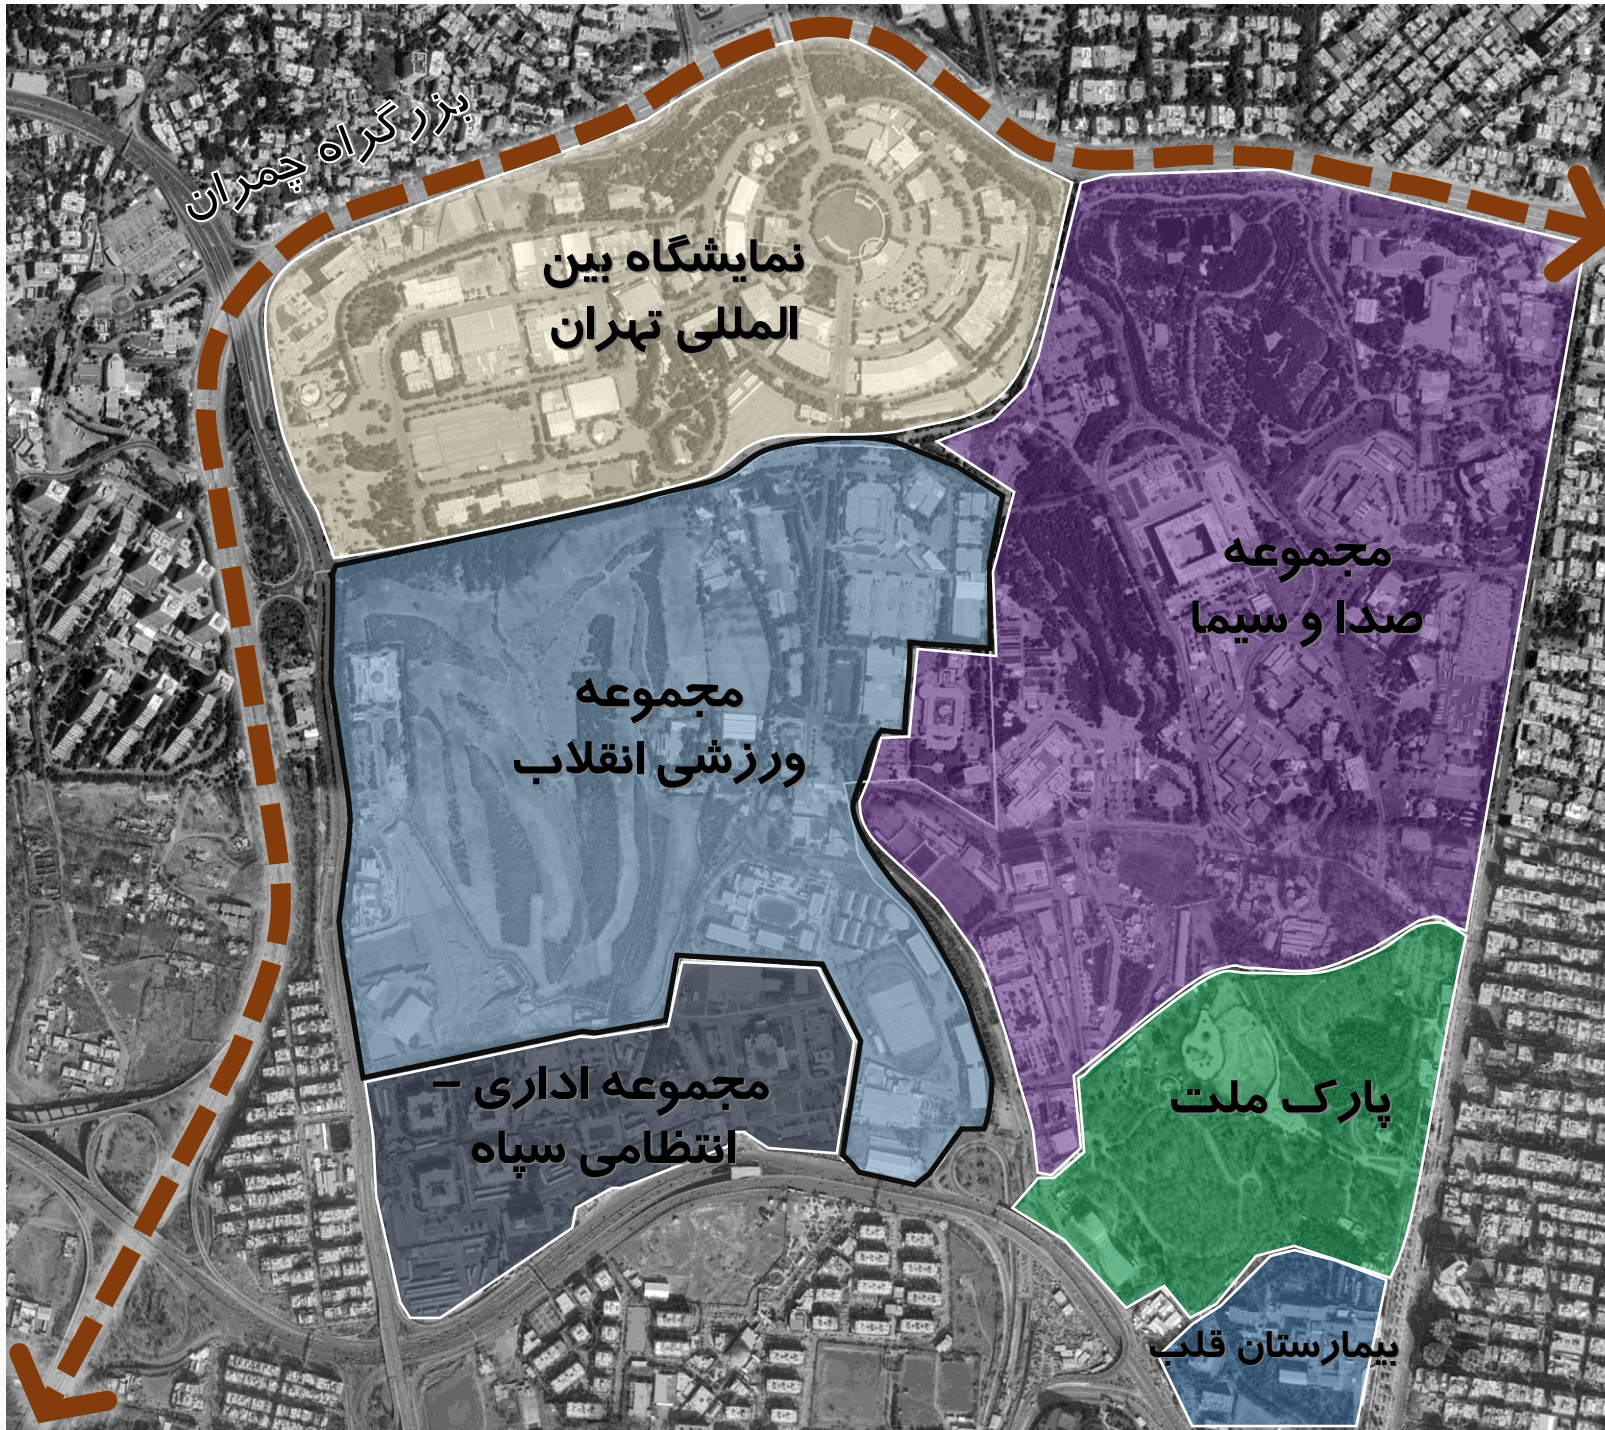 بزرگراه چمران
نمایشگاه بین
المللی تهران
مجموعه
صدا و سیما
مجموعه
ورزشی انقلاب
مجموعه اداری –
انتظامی سپاه
پارک ملت
بیمارستان قلب